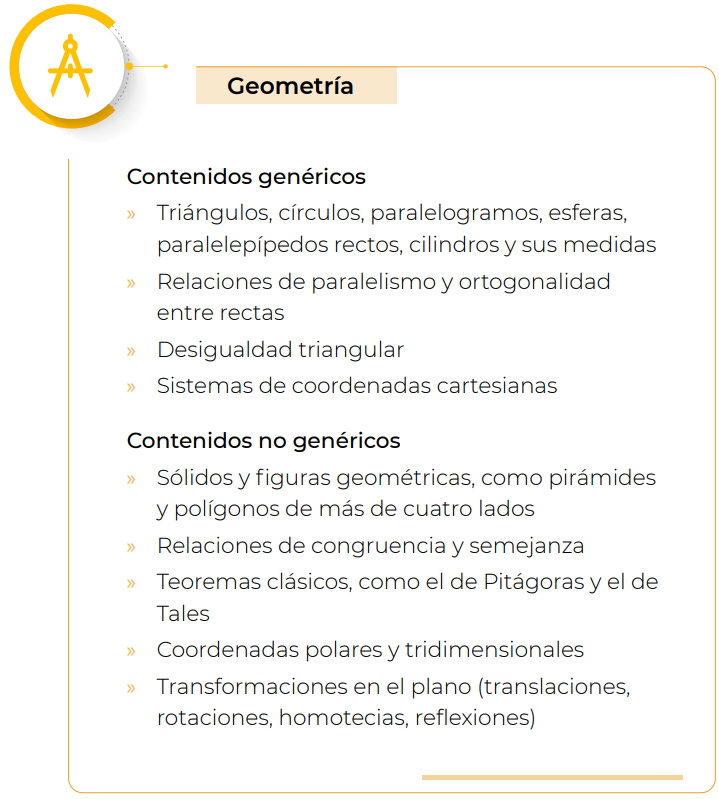 Geometría
Contenidos genéricos
» Triángulos, círculos, paralelogramos, esferas,
paralelepípedos rectos, cilindros y sus medidas
» Relaciones de paralelismo y ortogonalidad
entre rectas
» Desigualdad triangular
» Sistemas de coordenadas cartesianas
Contenidos no genéricos
» Sólidos y figuras geométricas, como pirámides
y polígonos de más de cuatro lados
» Relaciones de congruencia y semejanza
» Teoremas clásicos, como el de Pitágoras y el de
Tales
» Coordenadas polares y tridimensionales
» Transformaciones en el plano (translaciones,
rotaciones, homotecias, reflexiones)